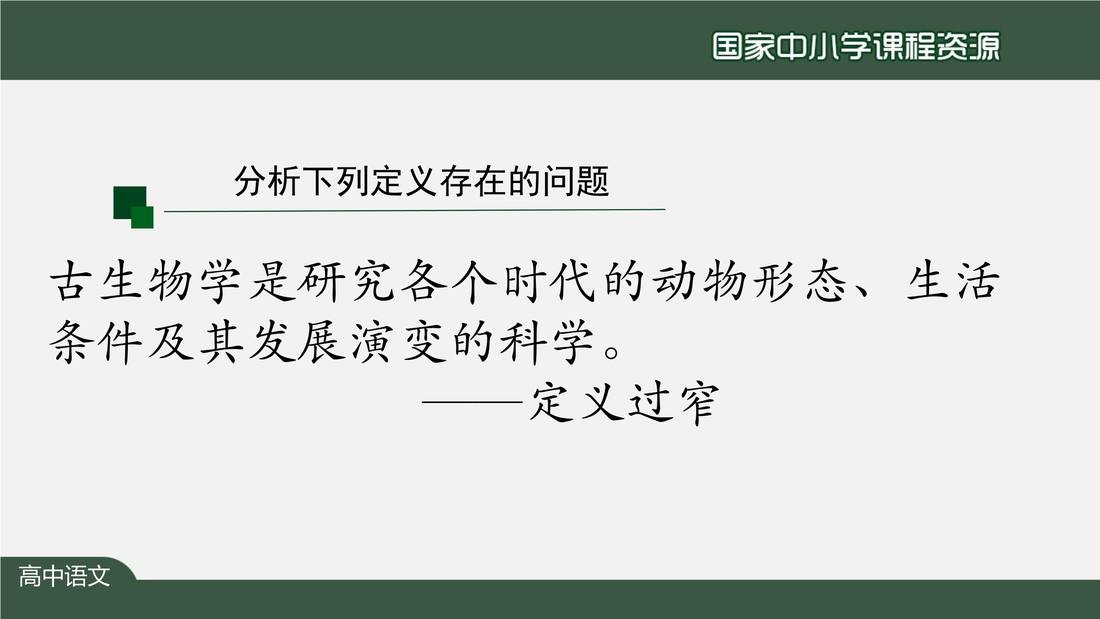 国家中小学课程资源
分析下列定义存在的问题
古生物学是研究各个时代的动物形态、生活
条件及其发展演变的科学。
——定义过窄
高中语文